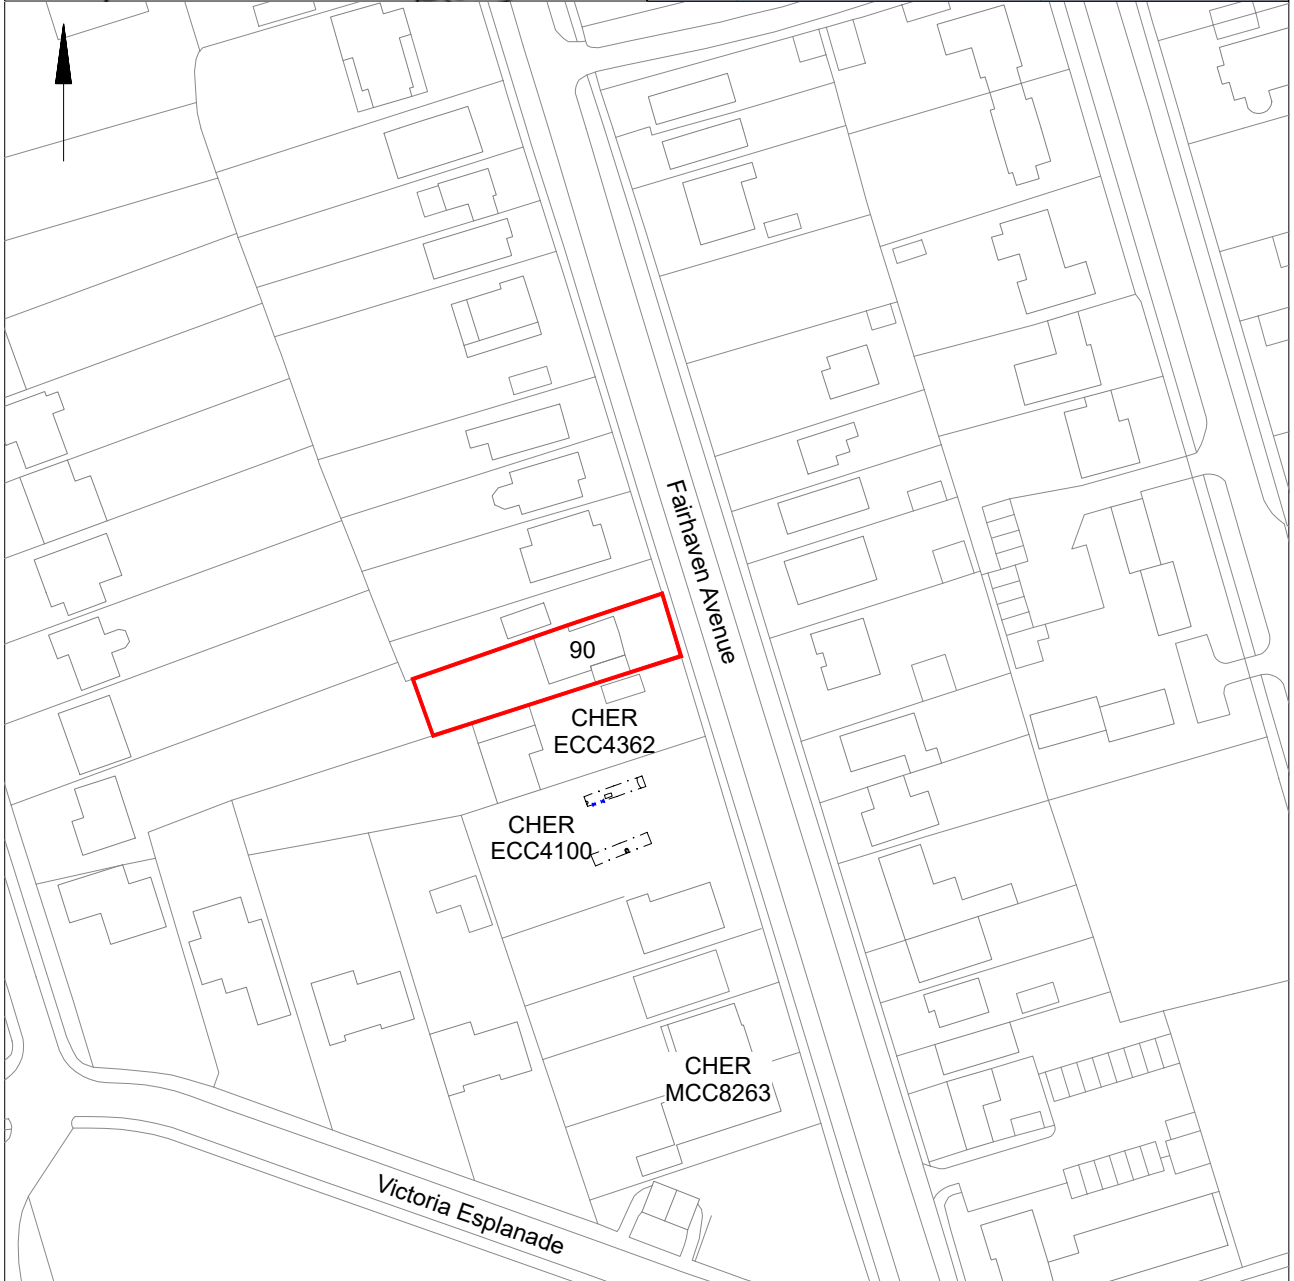 Fairhaven Avenue
90
CHER
ECC4362
CHER
ECC4100
CHER
MCC8263
Victoria Esplanade